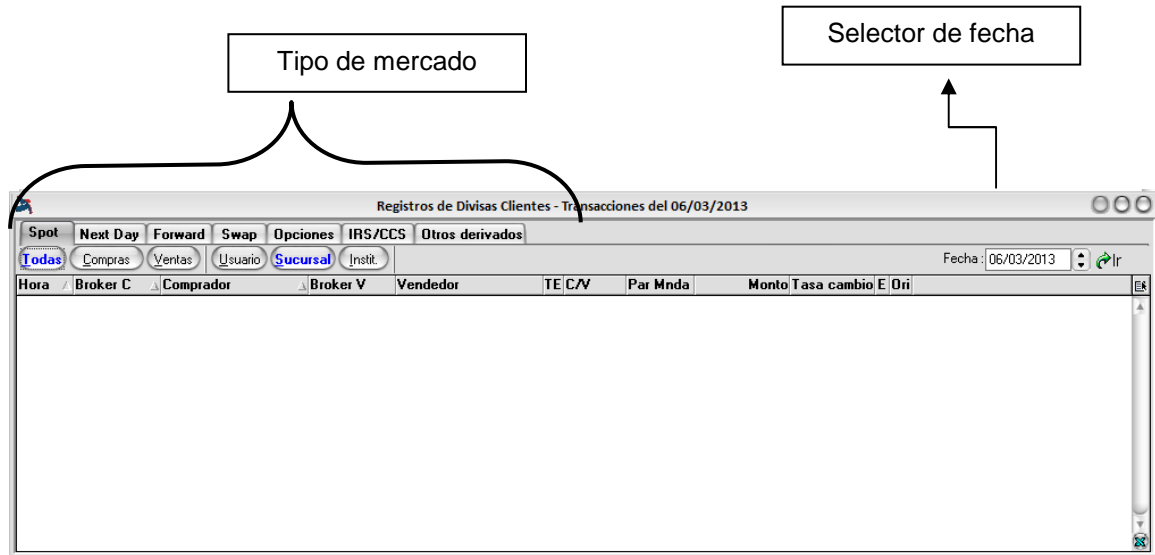 Selector de fecha
Tipo de mercado
Registros de Divisas Clientes - Transacciones del 06/03/2013
Spot Next Day Forward Swap Opciones IRS/CCS Otros derivados
Todas Compras Ventas Usuario Sucursal Instit. Fecha : 06/03/2013 Ir
Hora Broker C Comprador Broker V Vendedor TE C/V Par Mnda Monto Tasa cambio E Ori